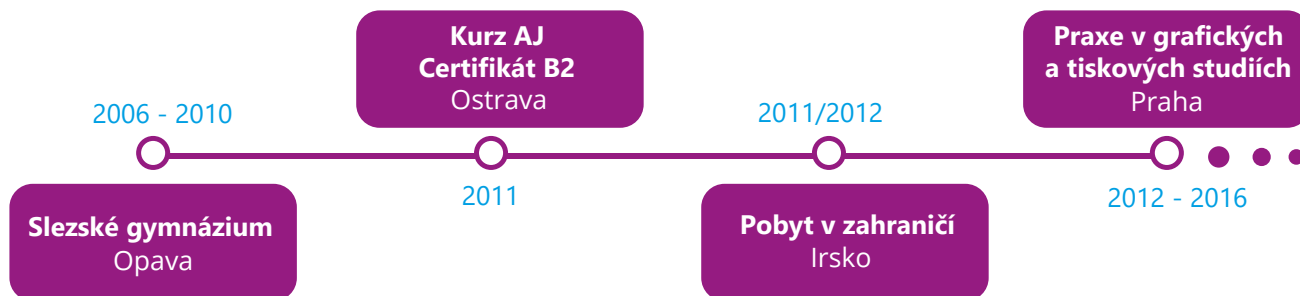 2006 - 2010
Slezské gymnázium
Opava
Kurz AJ
Certifikát B2
Ostrava
2011
2011/2012
Pobyt v zahraničí
Irsko
Praxe v grafických
a tiskových studiích
Praha
2012 - 2016